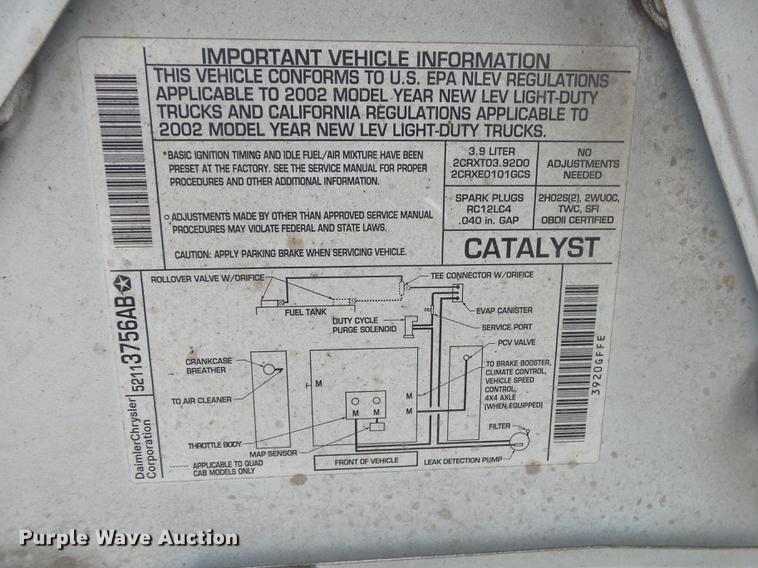 IMPORTANT VEHICLE INFORMATION
THIS VEHICLE CONFORMS TO U.S. EPA NLEV REGULATIONS
APPLICABLE TO 2002 MODEL YEAR NEW LEV LIGHT-DUTY
TRUCKS AND CALIFORNIA REGULATIONS APPLICABLE TO
2002 MODEL YEAR NEW LEV LIGHT-DUTY TRUCKS.
*BASIC IGNITION TIMING AND IDLE FUEL/AIR MIXTURE HAVE BEEN
PRESET AT THE FACTORY. SEE THE SERVICE MANUAL FOR PROPER
PROCEDURES AND OTHER ADDITIONAL INFORMATION.
ADJUSTMENTS MADE BY OTHER THAN APPROVED SERVICE MANUAL
PROCEDURES MAY VIOLATE FEDERAL AND STATE LAWS.
CAUTION: APPLY PARKING BRAKE WHEN SERVICING VEHICLE.
3.9 LITER
2CRXT03.92D0
2CRXE0101GCS
NO
ADJUSTMENTS
NEEDED
SPARK PLUGS
RC12LC4
.040 in. GAP
2HO2S(2), 2WUOC,
TWC, SFI
OBDII CERTIFIED
CATALYST
ROLLOVER VALVE W/ORIFICE
TEE CONNECTOR W/ORIFICE
FUEL TANK
EVAP CANISTER
DUTY CYCLE
PURGE SOLENOID
SERVICE PORT
PCV VALVE
CRANKCASE
BREATHER
TO BRAKE BOOSTER,
CLIMATE CONTROL,
VEHICLE SPEED
CONTROL,
4X4 AXLE
(WHEN EQUIPPED)
M
M
TO AIR CLEANER
M
M
M
THROTTLE BODY
MAP SENSOR
FILTER
APPLICABLE TO QUAD
CAB MODELS ONLY
FRONT OF VEHICLE
LEAK DETECTION PUMP
DaimlerChrysler
Corporation
52113756AB
3920GFFE
Purple Wave Auction